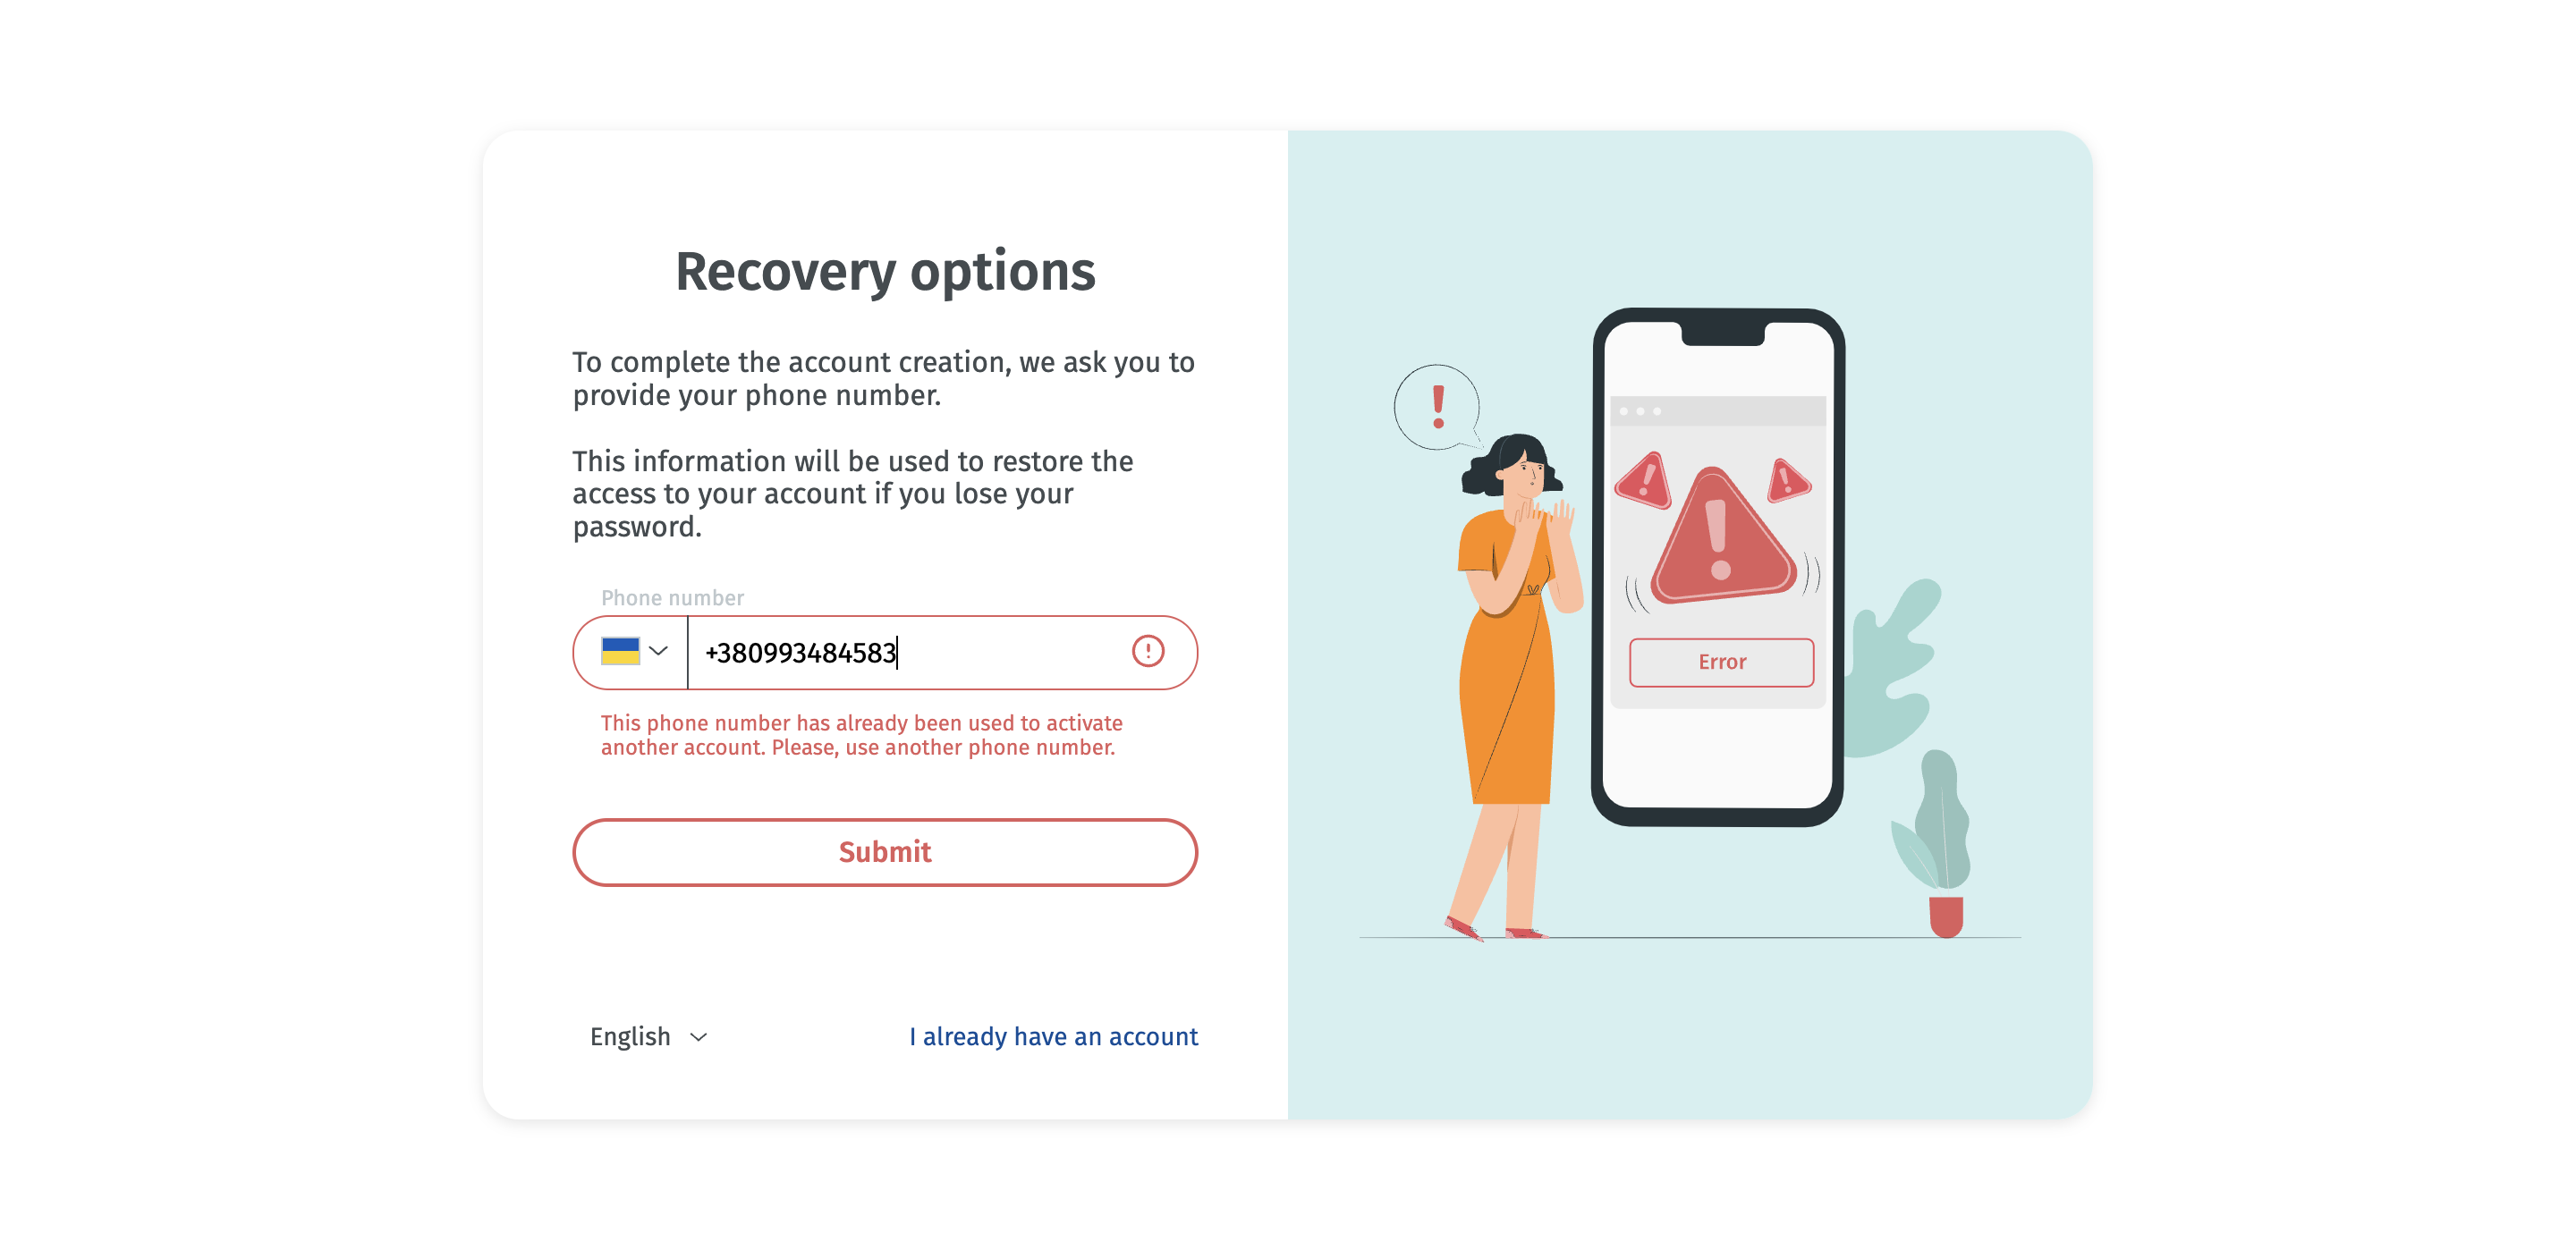 Recovery options
To complete the account creation, we ask you to
provide your phone number.
This information will be used to restore the
access to your account if you lose your
password.
Phone number
+380993484583
This phone number has already been used to activate
another account. Please, use another phone number.
Submit
English
I already have an account
Error